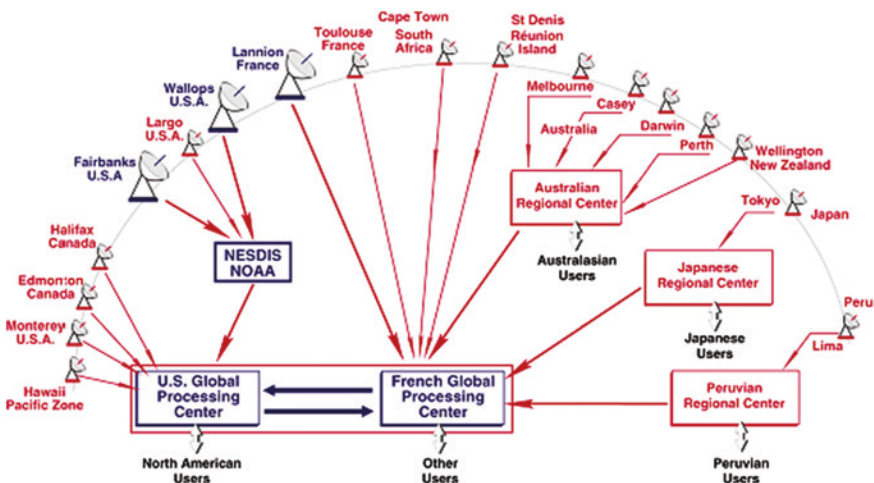 Cape Town
South
Africa
St Denis
Réunion
Island
Toulouse
France
Lannion
France
Wallops
U.S.A.
Largo
U.S.A.
Fairbanks
U.S.A
Halifax
Canada
Edmonton
Canada
Monterey
U.S.A.
Hawaii
Pacific Zone
Melbourne
Casey
Australia
Darwin
Perth
Wellington
New Zealand
Tokyo
Japan
Peru
Lima
NESDIS
NOAA
Australian
Regional Center
Australasian
Users
Japanese
Regional Center
Japanese
Users
U.S. Global
Processing
Center
French Global
Processing
Center
Peruvian
Regional Center
North American
Users
Other
Users
Peruvian
Users